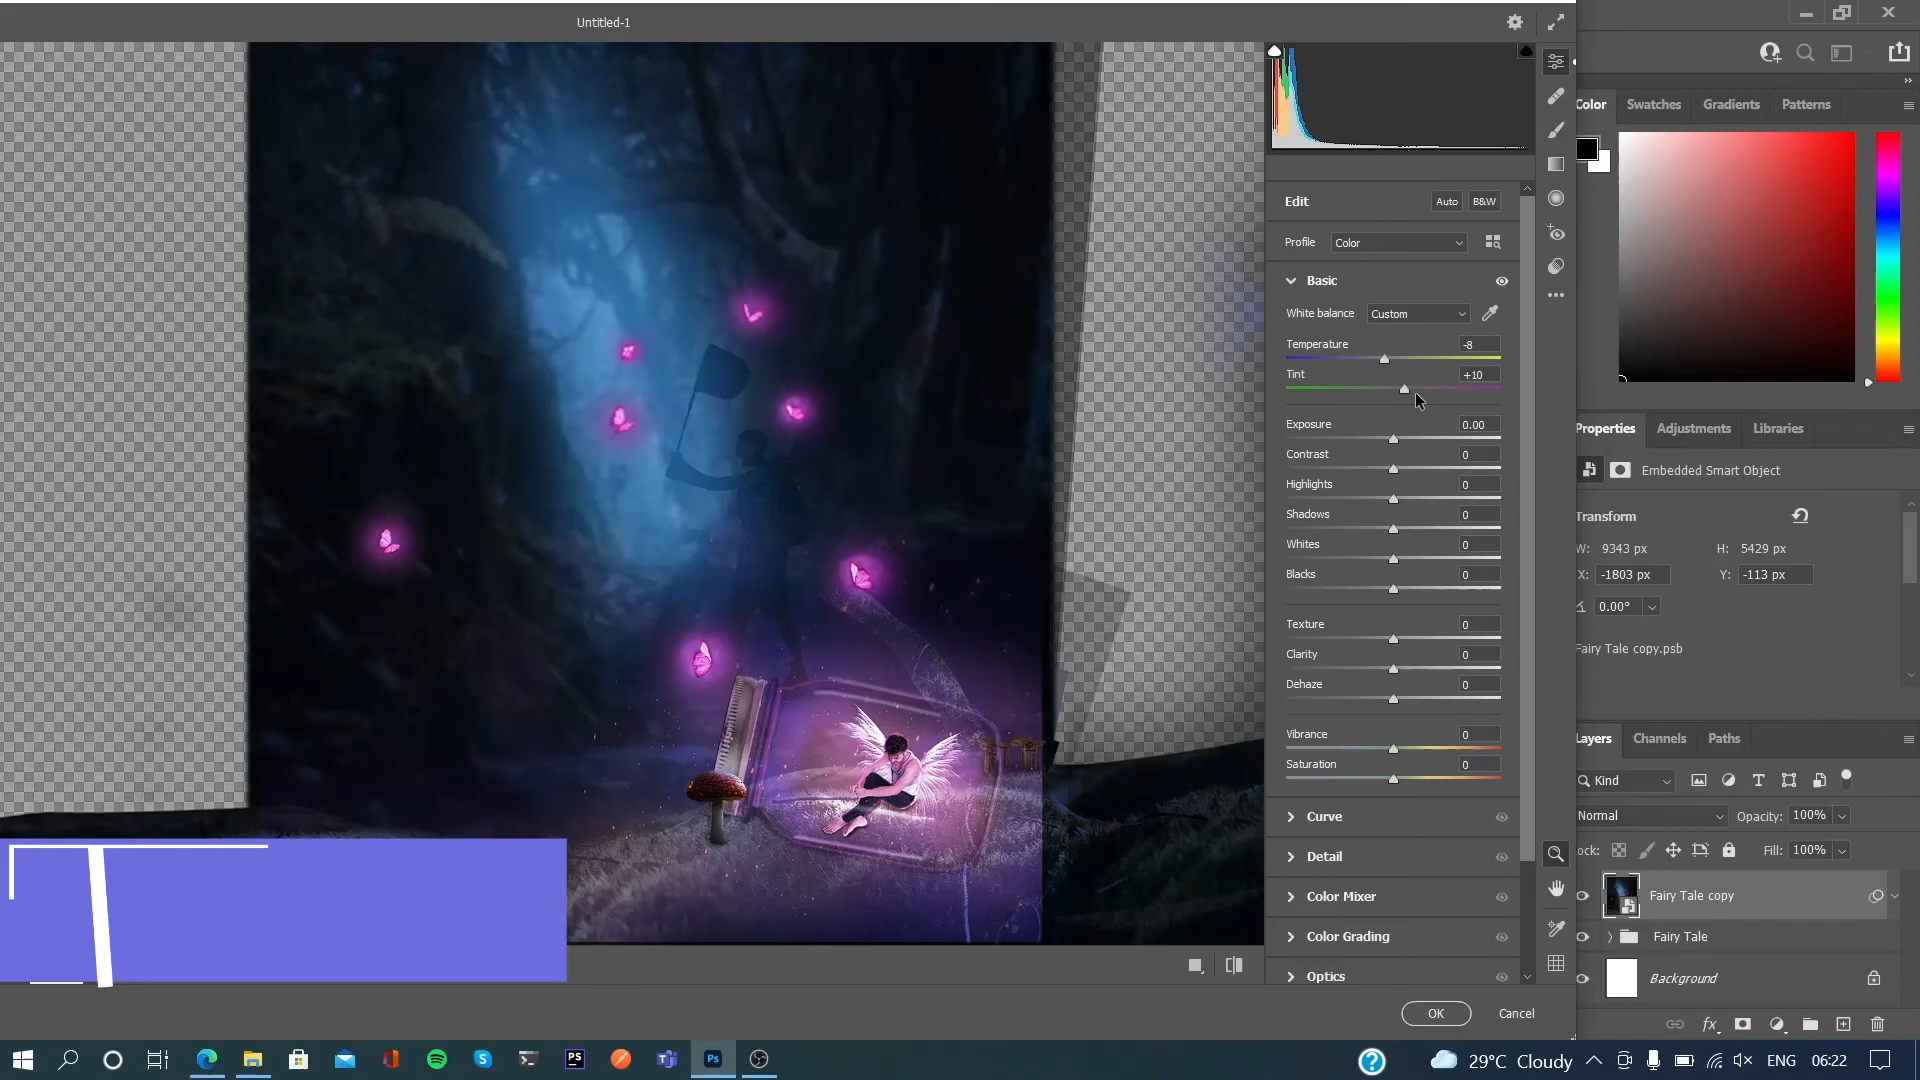 Untitled-1
Color
Swatches
Gradients
Patterns
Edit
Auto
B&W
Profile
Color
Basic
White balance
Custom
Temperature
-8
Tint
+10
Exposure
0.00
Contrast
0
Highlights
0
Shadows
0
Whites
0
Blacks
0
Texture
0
Clarity
0
Dehaze
0
Vibrance
0
Saturation
0
Curve
Detail
Color Mixer
Color Grading
Optics
OK
Cancel
Properties
Adjustments
Libraries
Embedded Smart Object
Transform
W: 9343 px
H: 5429 px
X: -1803 px
Y: -113 px
0.00°
Fairy Tale copy.psb
Layers
Channels
Paths
Kind
Normal
Opacity: 100%
ock:
Fill: 100%
Fairy Tale copy
Fairy Tale
Background
fx
PS
Ps
29°C Cloudy
ENG
06:22